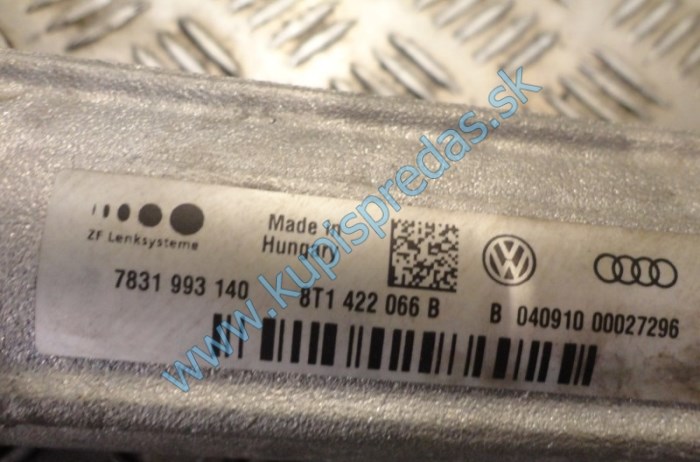 ZF Lenksysteme
Made in
Hungary
7831 993 140 8T1 422 066 B B 040910 00027296
www.kupispredas.sk